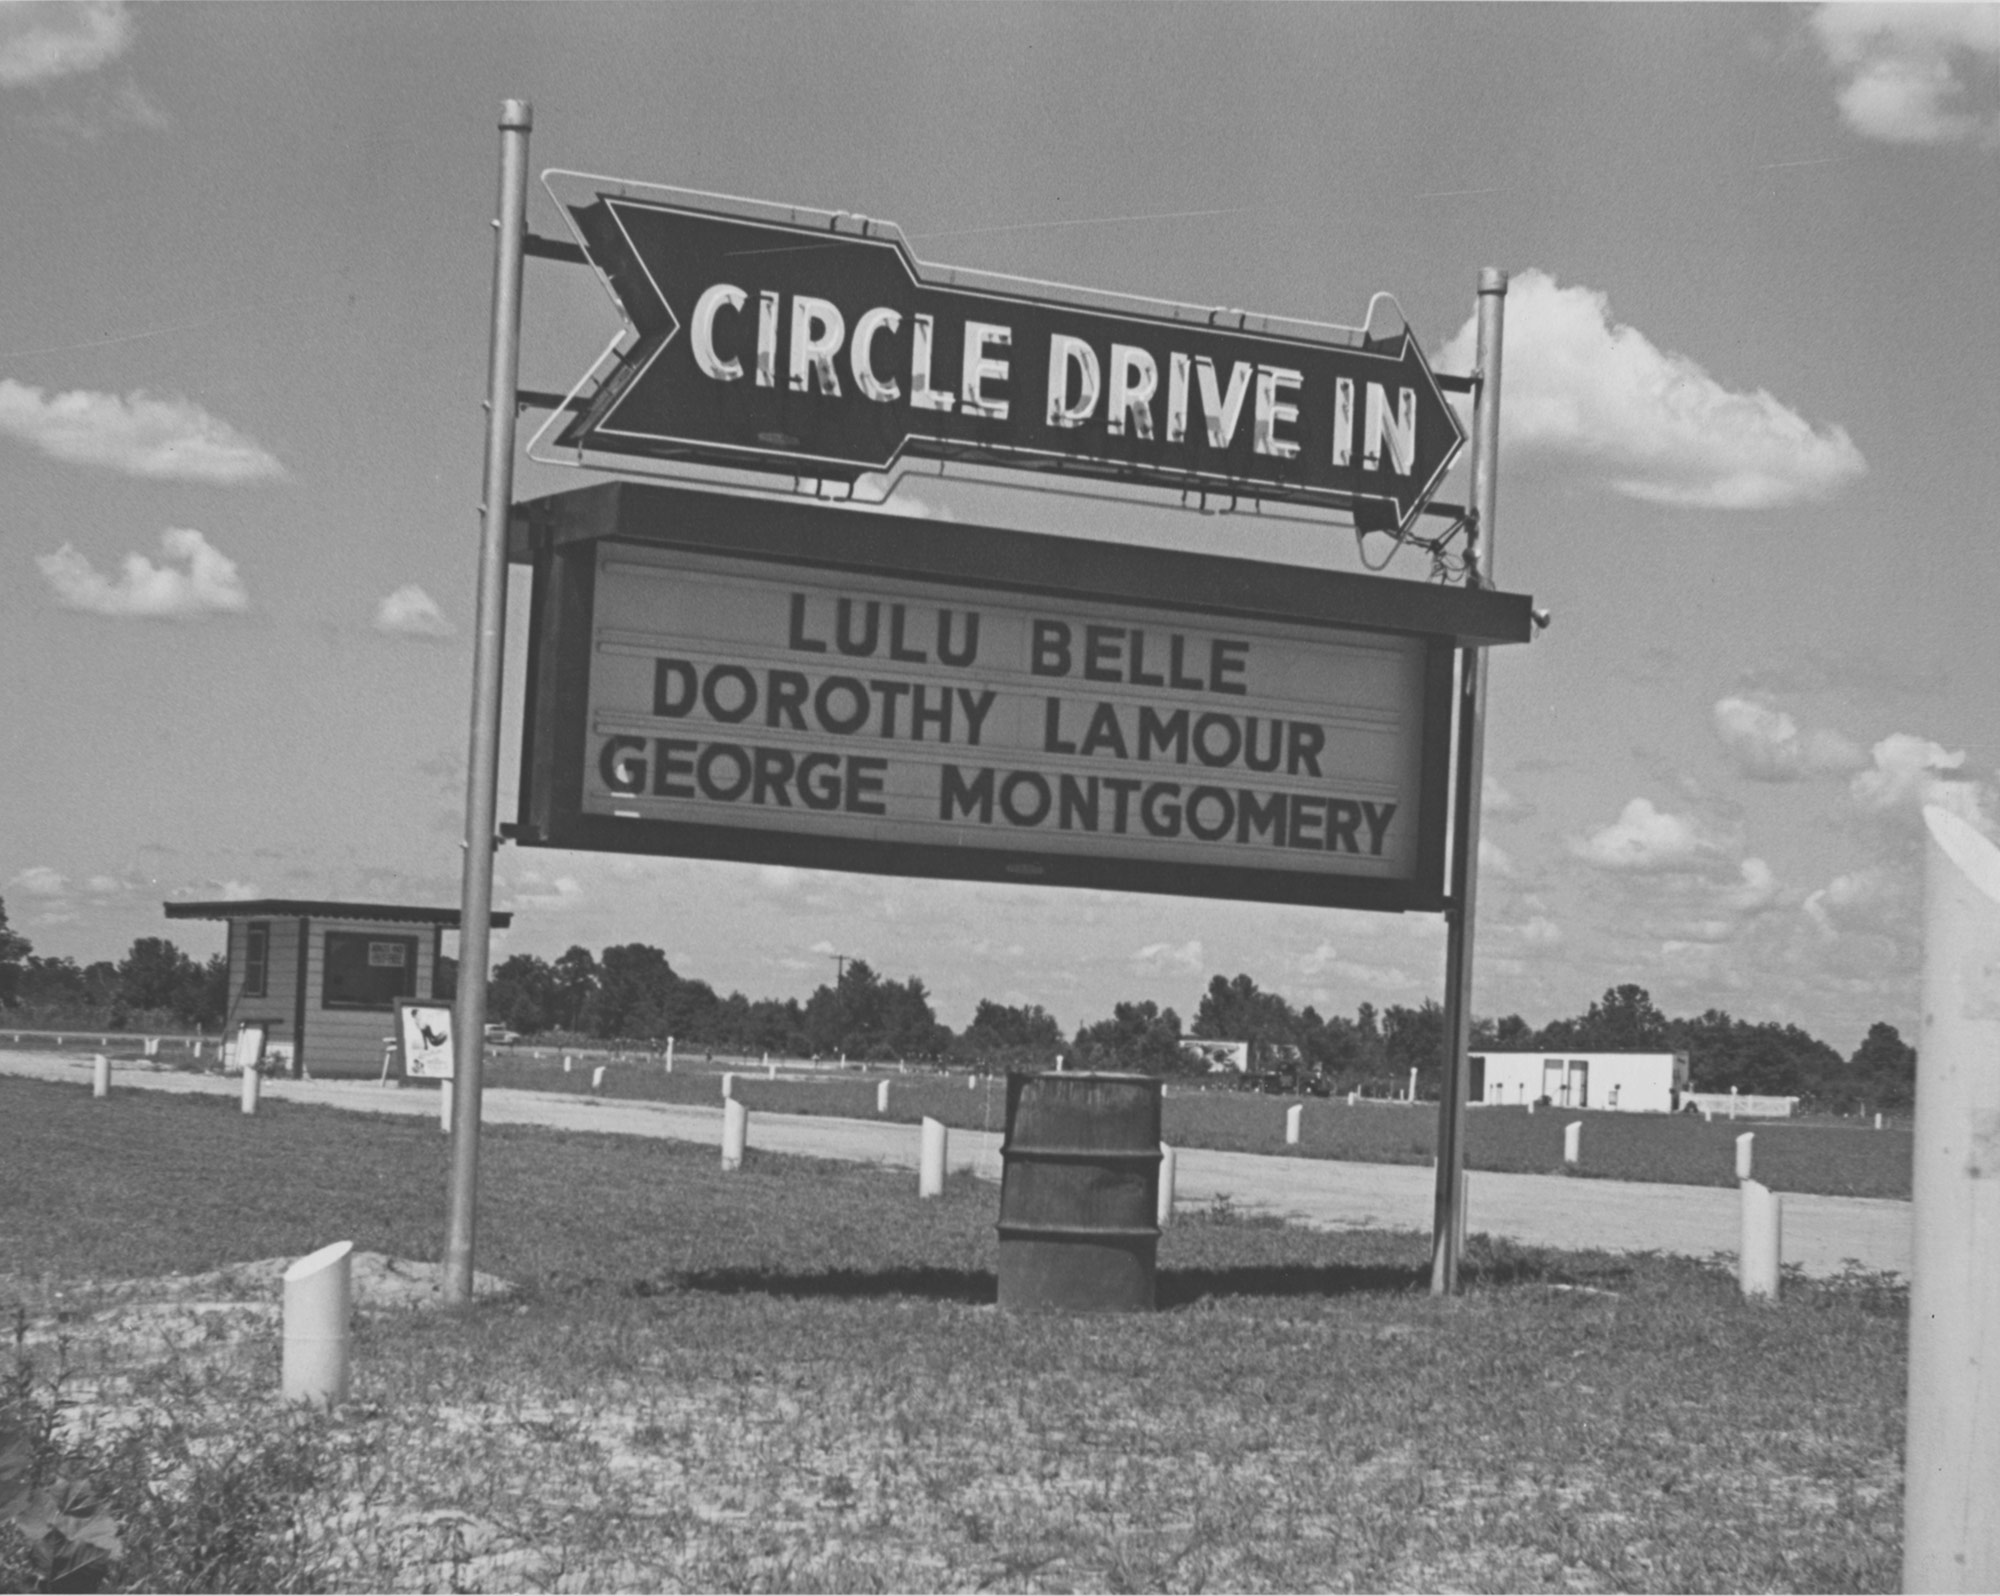 CIRCLE DRIVE IN
LULU BELLE
DOROTHY LAMOUR
GEORGE MONTGOMERY